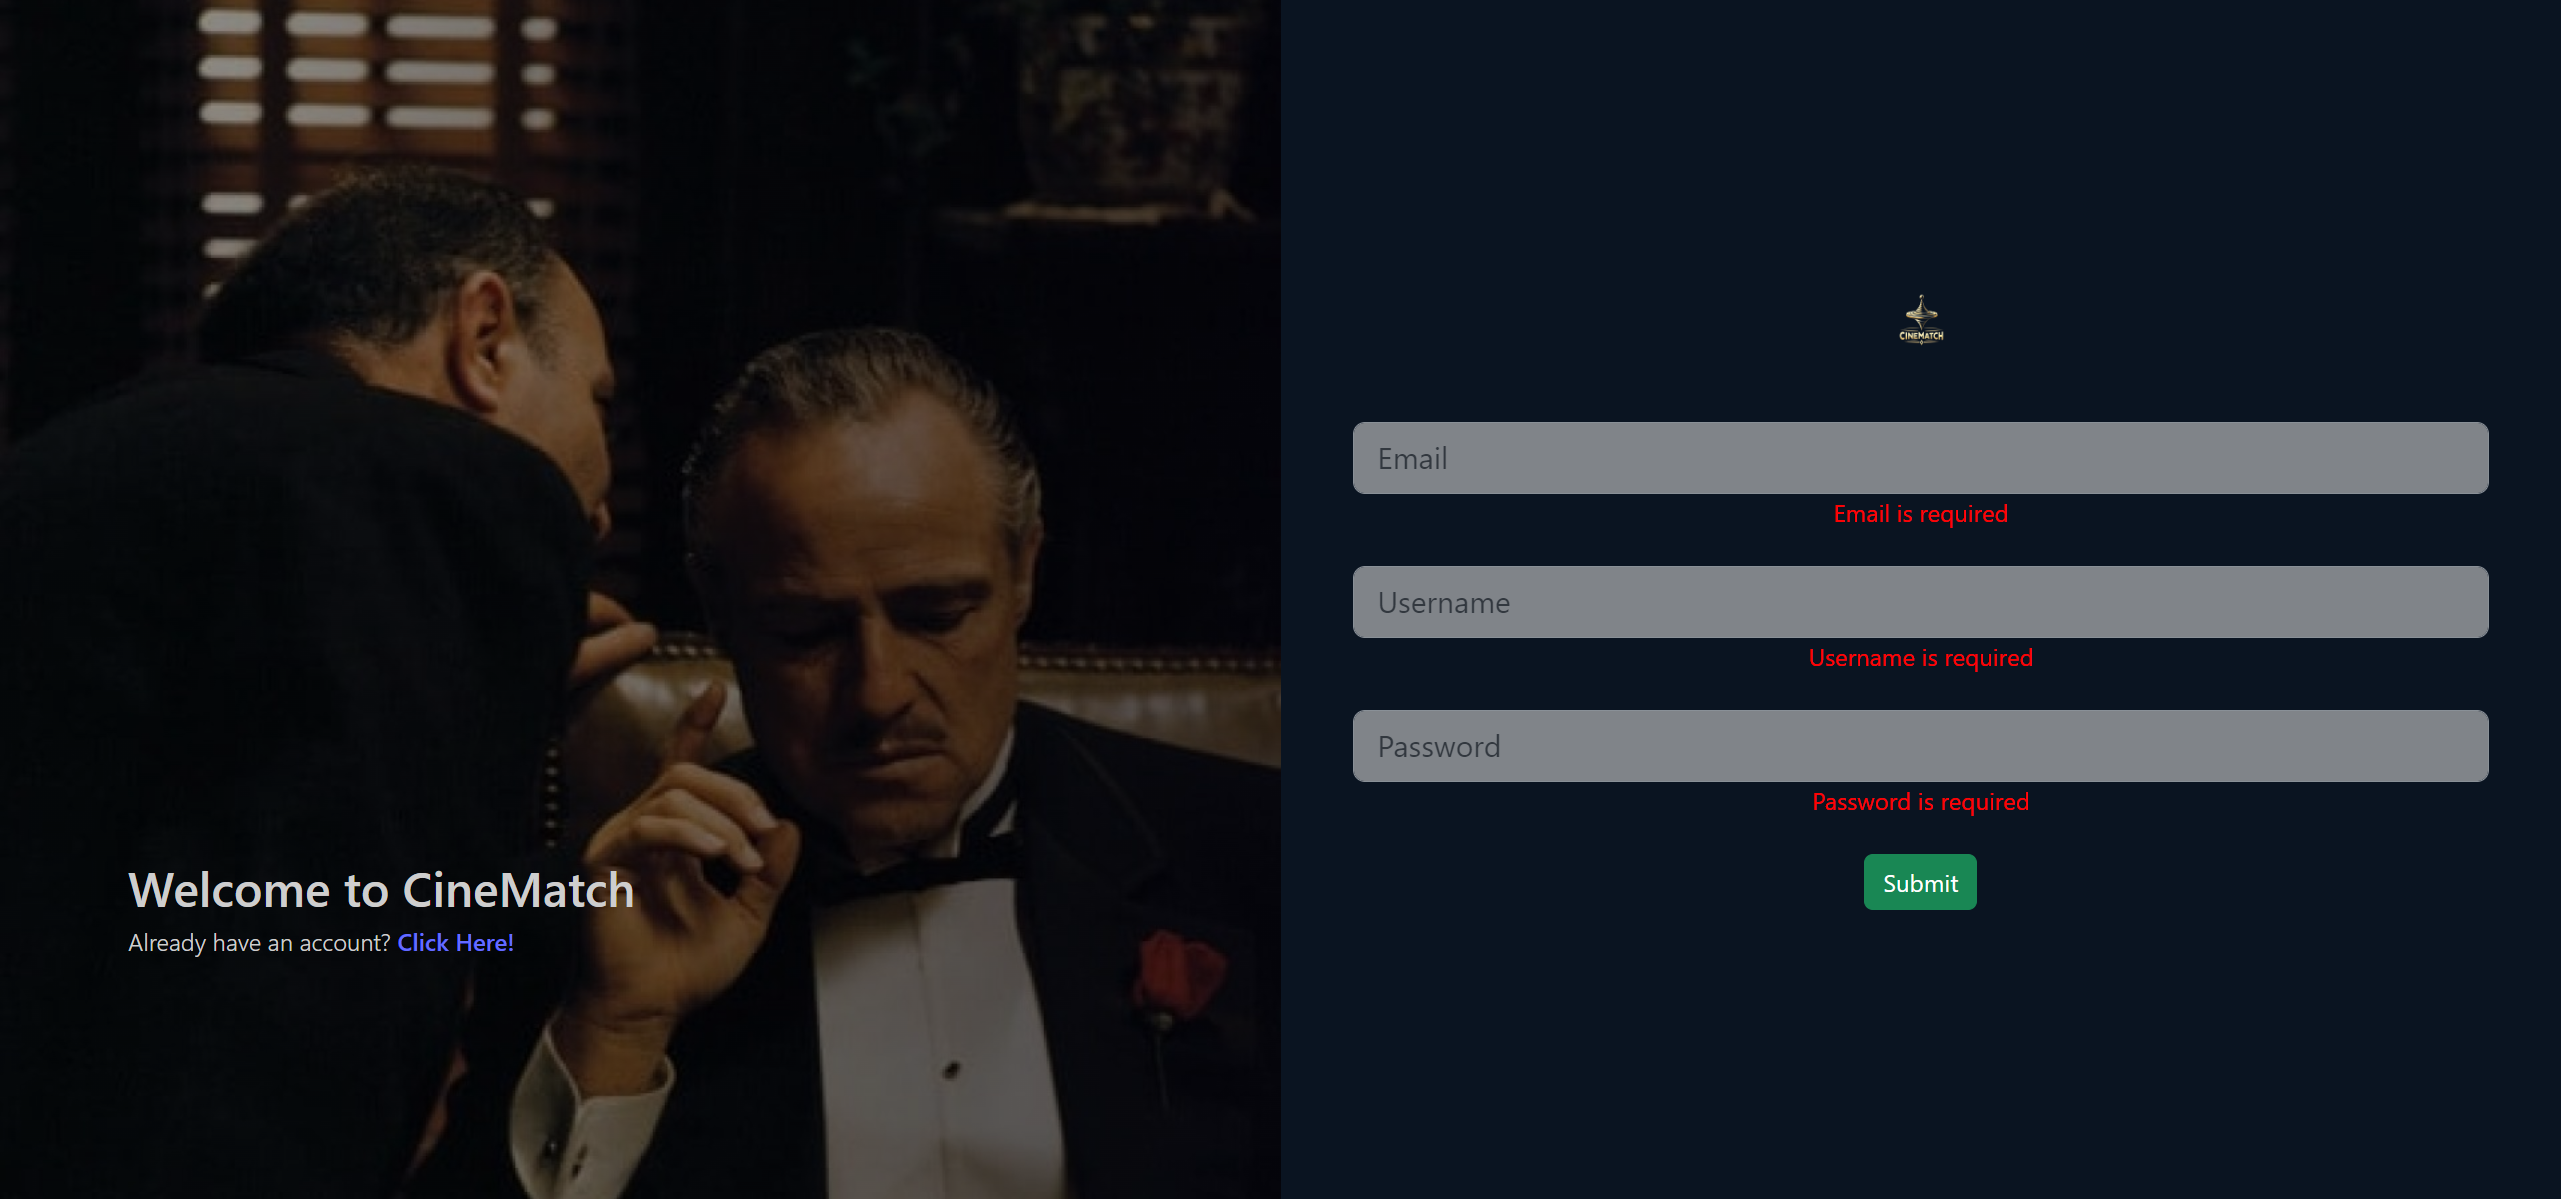 Welcome to CineMatch
Already have an account? Click Here!
CINEMATCH
Email
Email is required
Username
Username is required
Password
Password is required
Submit